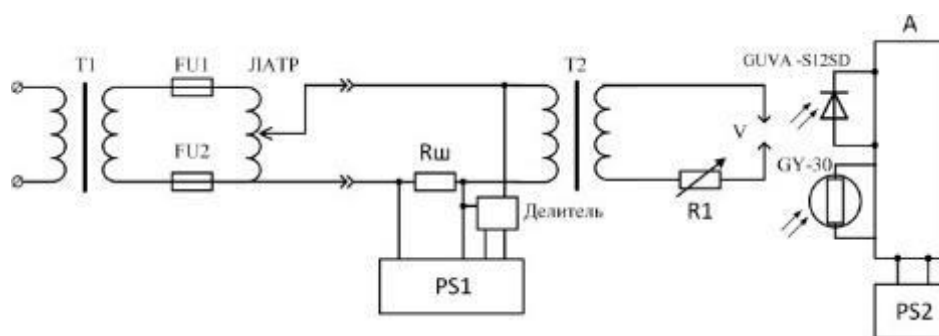 A
T1
FU1
ЛАТР
T2
GUVA -S12SD
FU2
Rш
V
GY-30
R1
Делитель
PS1
PS2